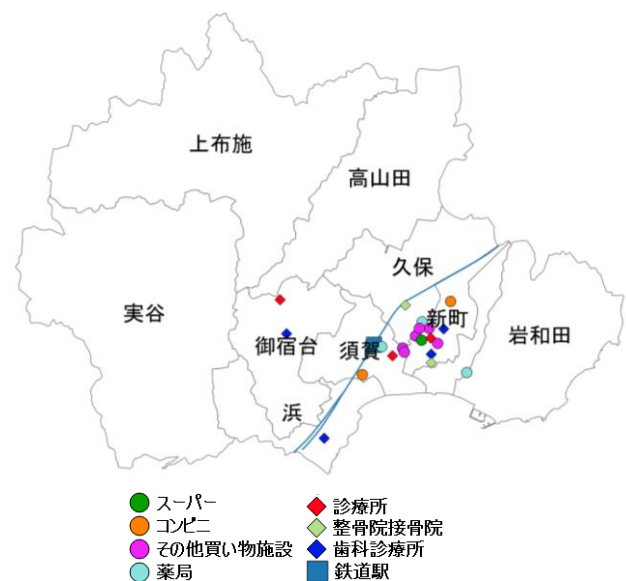 上布施
高山田
久保
実谷
新町
岩和田
御宿台
須賀
浜
スーパー
診療所
コンビニ
整骨院接骨院
その他買い物施設
歯科診療所
薬局
鉄道駅